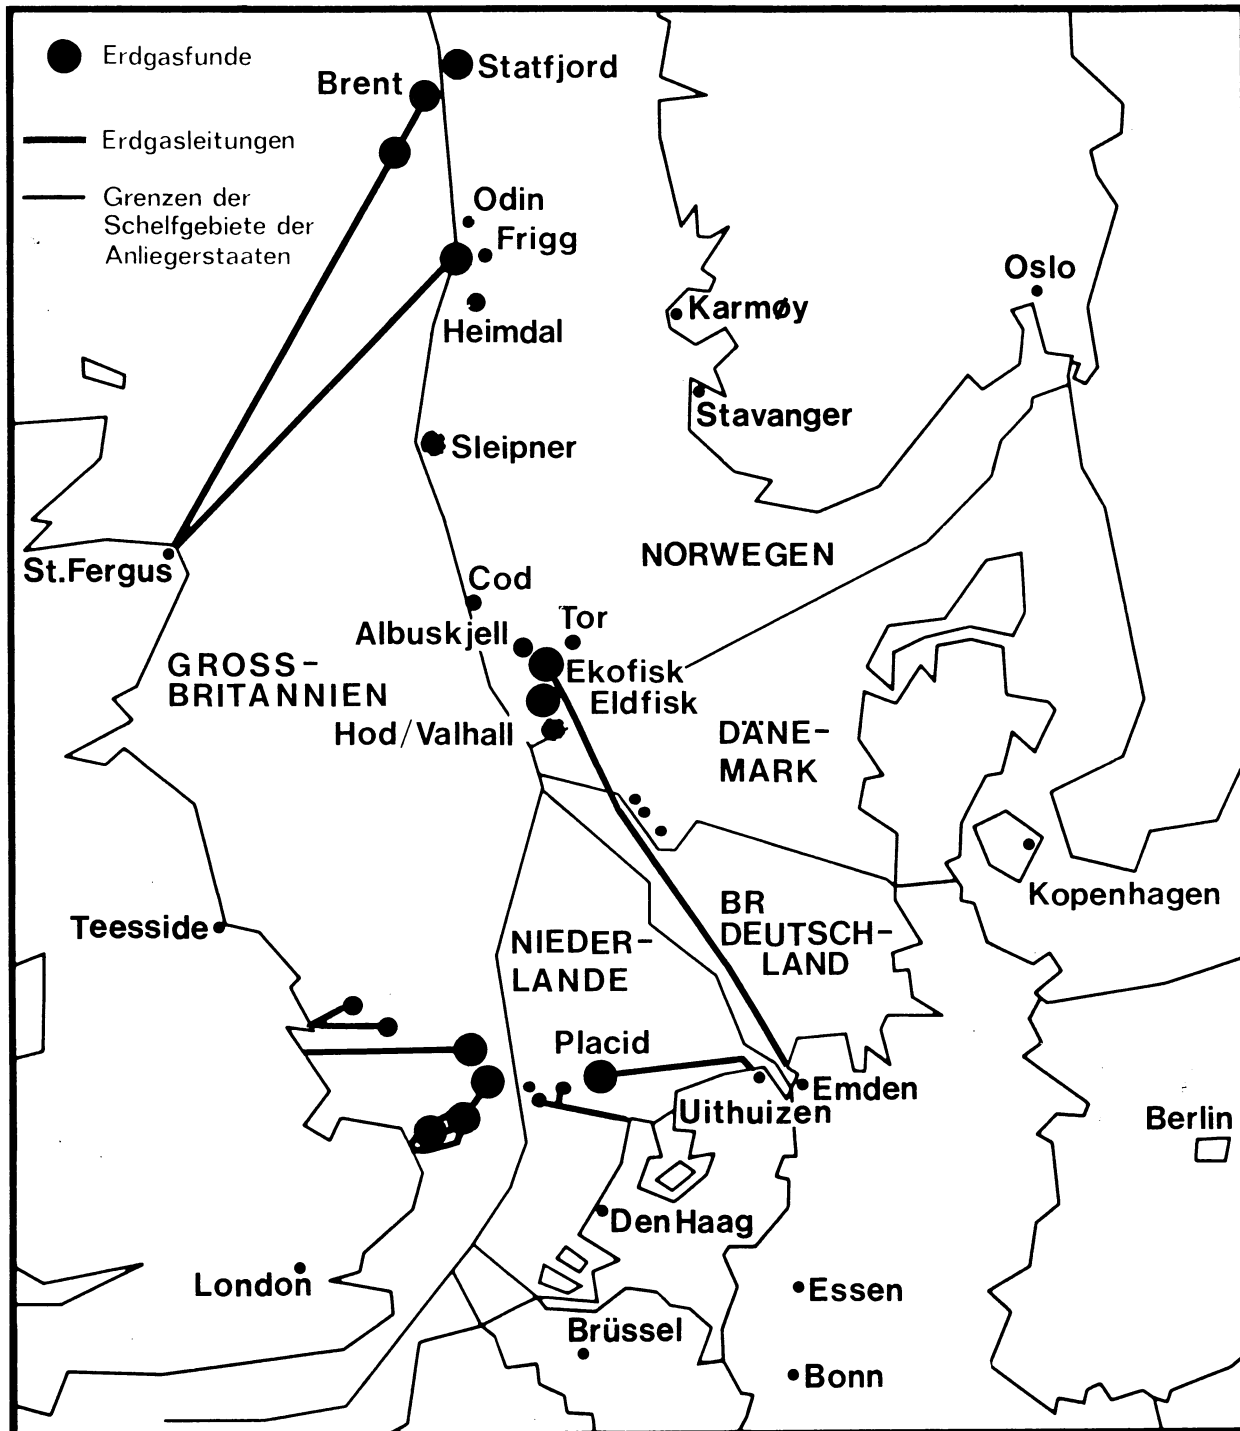 Erdgasfunde
Erdgasleitungen
Grenzen der
Schelfgebiete der
Anliegerstaaten
Statfjord
Brent
Odin
Frigg
Heimdal
Oslo
Karmøy
Stavanger
Sleipner
St.Fergus
NORWEGEN
Cod
Tor
Albuskjell
GROSS-
BRITANNIEN
Ekofisk
Eldfisk
Hod/Valhall
DÄNE-
MARK
Kopenhagen
Teesside
BR
DEUTSCH-
LAND
NIEDER-
LANDE
Placid
Emden
Uithuizen
Berlin
Den Haag
London
Essen
Brüssel
Bonn